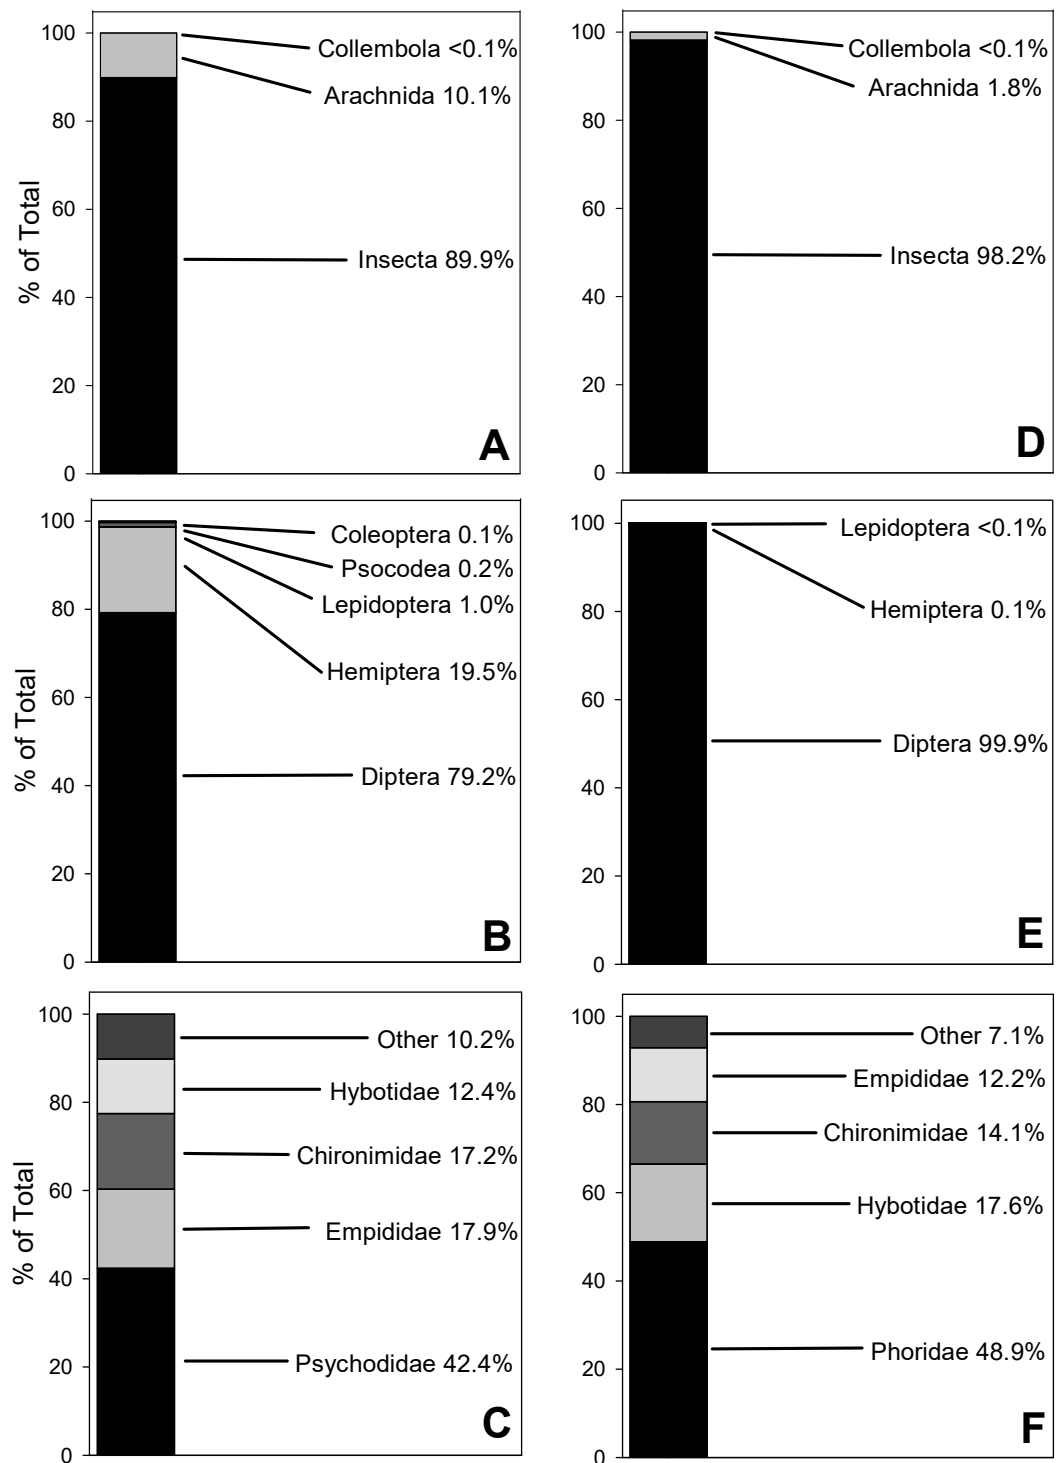 100
80
60
40
20
0
% of Total
Collembola <0.1%
Arachnida 10.1%
Insecta 89.9%
A
100
80
60
40
20
0
Collembola <0.1%
Arachnida 1.8%
Insecta 98.2%
D
100
80
60
40
20
0
% of Total
Coleoptera 0.1%
Psocodea 0.2%
Lepidoptera 1.0%
Hemiptera 19.5%
Diptera 79.2%
B
100
80
60
40
20
0
Lepidoptera <0.1%
Hemiptera 0.1%
Diptera 99.9%
E
100
80
60
40
20
0
% of Total
Other 10.2%
Hybotidae 12.4%
Chironimidae 17.2%
Empididae 17.9%
Psychodidae 42.4%
C
100
80
60
40
20
0
Other 7.1%
Empididae 12.2%
Chironimidae 14.1%
Hybotidae 17.6%
Phoridae 48.9%
F